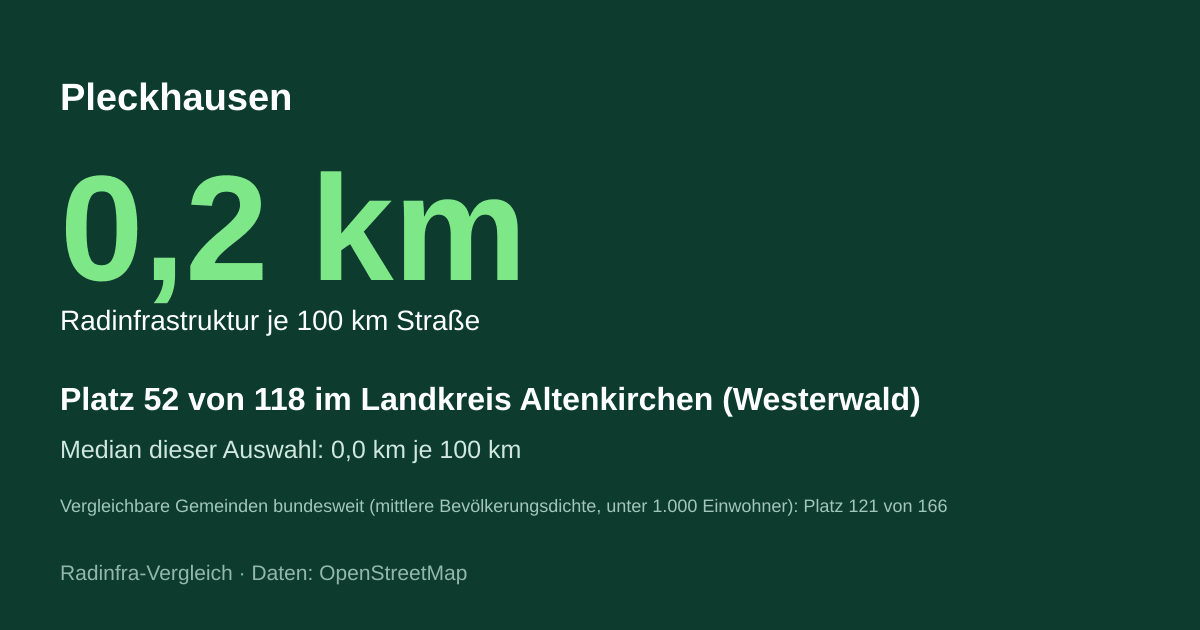 Pleckhausen
0,2 km
Radinfrastruktur je 100 km Straße
Platz 52 von 118 im Landkreis Altenkirchen (Westerwald)
Median dieser Auswahl: 0,0 km je 100 km
Vergleichbare Gemeinden bundesweit (mittlere Bevölkerungsdichte, unter 1.000 Einwohner): Platz 121 von 166
Radinfra-Vergleich · Daten: OpenStreetMap